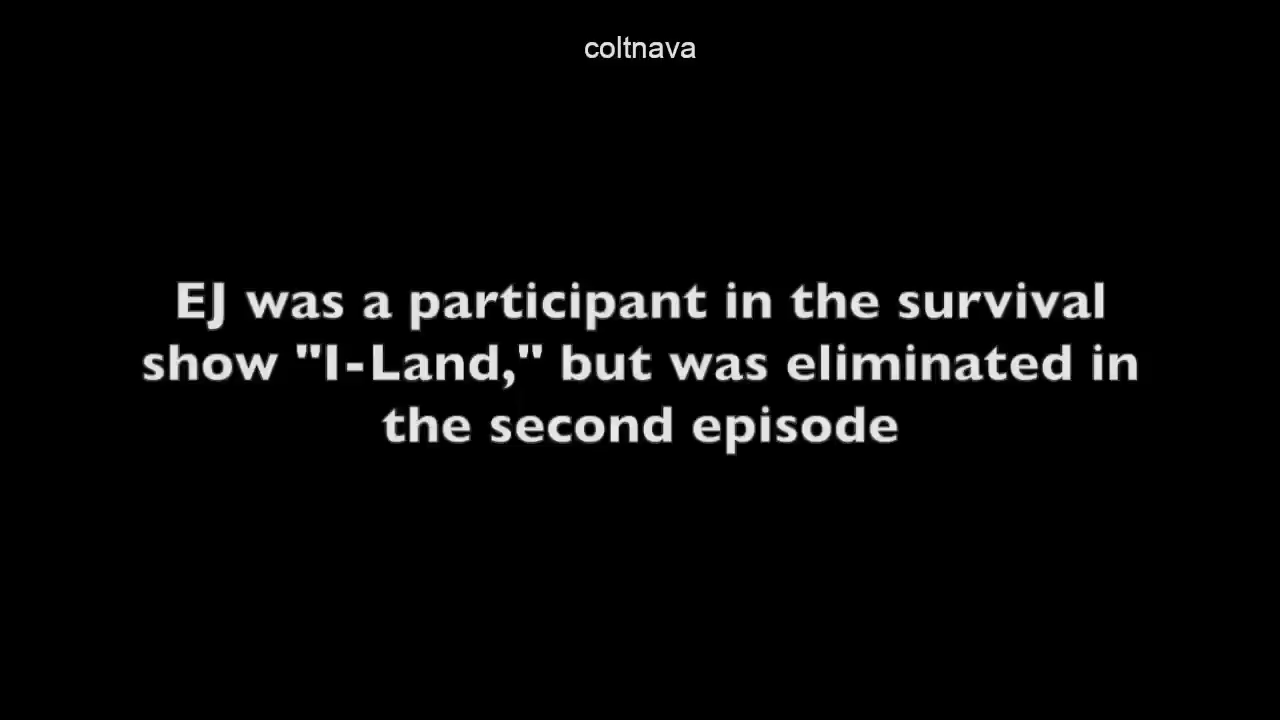 coltnava
EJ was a participant in the survival
show "I-Land," but was eliminated in
the second episode